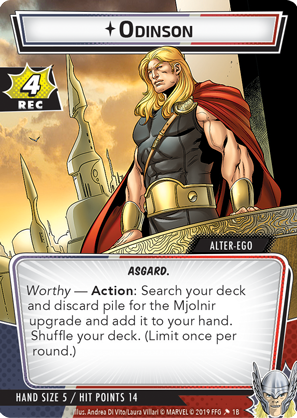 ODINSON
4
REC
ALTER-EGO
ASGARD.
Worthy — Action: Search your deck
and discard pile for the Mjolnir
upgrade and add it to your hand.
Shuffle your deck. (Limit once per
round.)
HAND SIZE 5 / HIT POINTS 14
Illus. Andrea Di Vito/Laura Villari © MARVEL © 2019 FFG 18